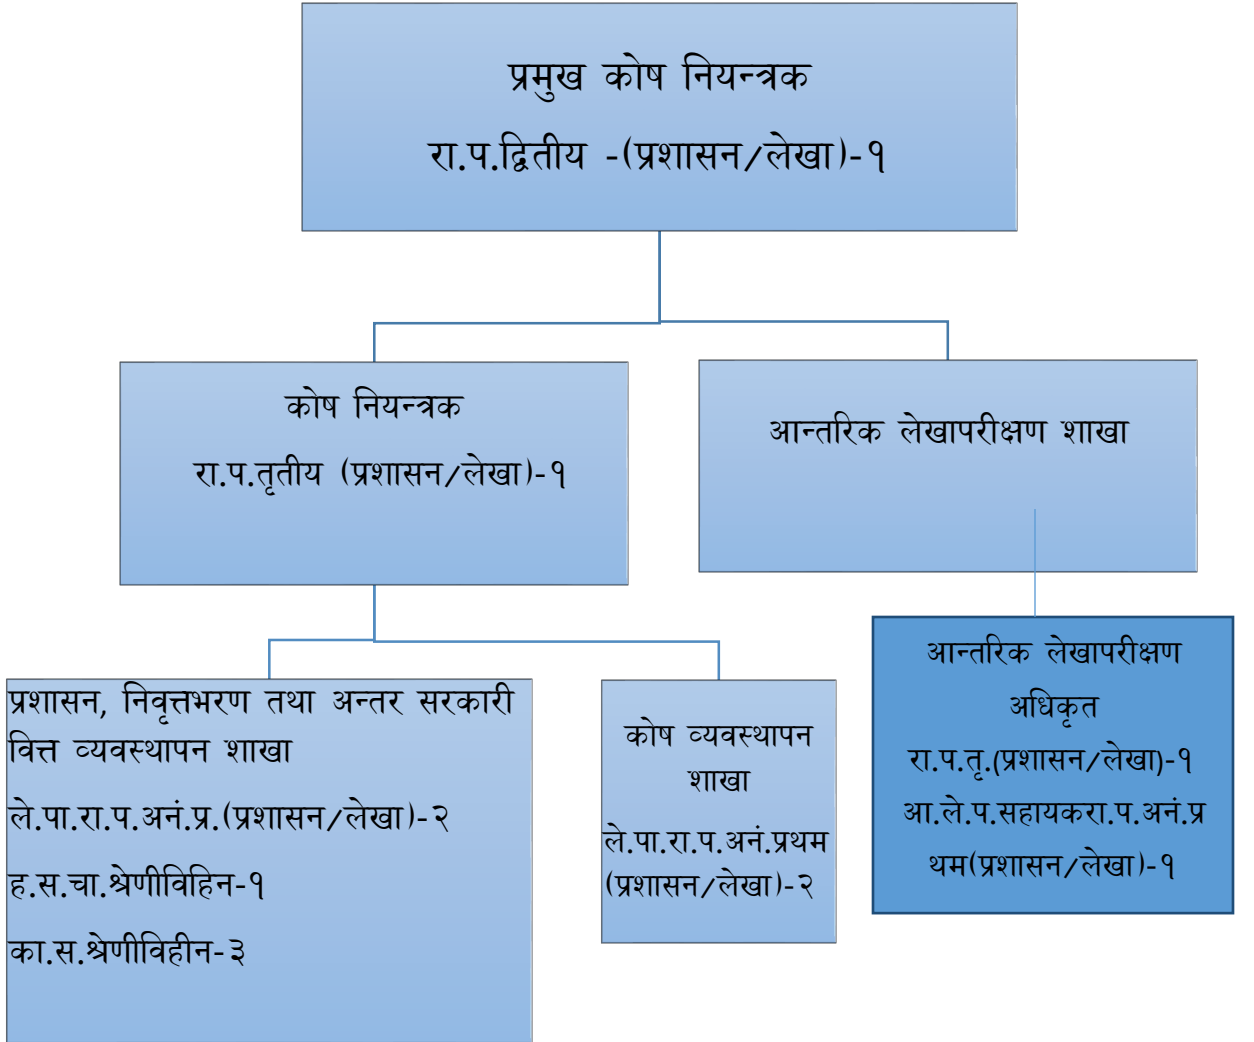 प्रमुख कोष नियन्त्रक
रा.प.द्वितीय -(प्रशासन/लेखा)-१
कोष नियन्त्रक
रा.प.तृतीय (प्रशासन/लेखा)-१
आन्तरिक लेखापरीक्षण शाखा
प्रशासन, निवृत्तभरण तथा अन्तर सरकारी
वित्त व्यवस्थापन शाखा
ले.पा.रा.प.अनं.प्र.(प्रशासन/लेखा)-२
ह.स.चा.श्रेणीविहिन-१
का.स.श्रेणीविहीन-३
कोष व्यवस्थापन
शाखा
ले.पा.रा.प.अनं.प्रथम
(प्रशासन/लेखा)-२
आन्तरिक लेखापरीक्षण
अधिकृत
रा.प.तृ.(प्रशासन/लेखा)-१
आ.ले.प.सहायकरा.प.अनं.प्र
थम(प्रशासन/लेखा)-१